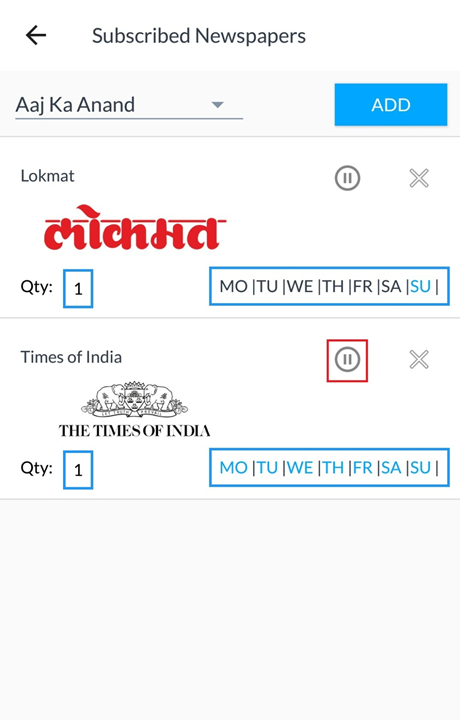 Subscribed Newspapers
Aaj Ka Anand
ADD
Lokmat
लोकमत
Qty: 1
MO |TU |WE |TH |FR |SA |SU |
Times of India
THE TIMES OF INDIA
Qty: 1
MO |TU |WE |TH |FR |SA |SU |